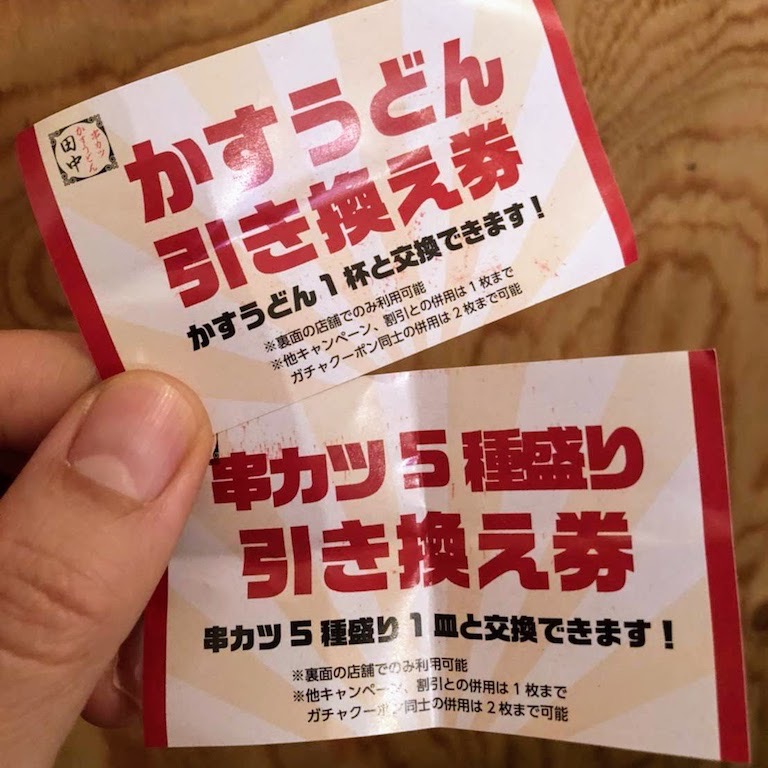 串カツ
かすうどん
田中
かすうどん
引き換え券
かすうどん1杯と交換できます!
※裏面の店舗でのみ利用可能
※他キャンペーン、割引との併用は1枚まで
ガチャクーポン同士の併用は2枚まで可能
串カツ5種盛り
引き換え券
串カツ5種盛り1皿と交換できます!
※裏面の店舗でのみ利用可能
※他キャンペーン、割引との併用は1枚まで
ガチャクーポン同士の併用は2枚まで可能